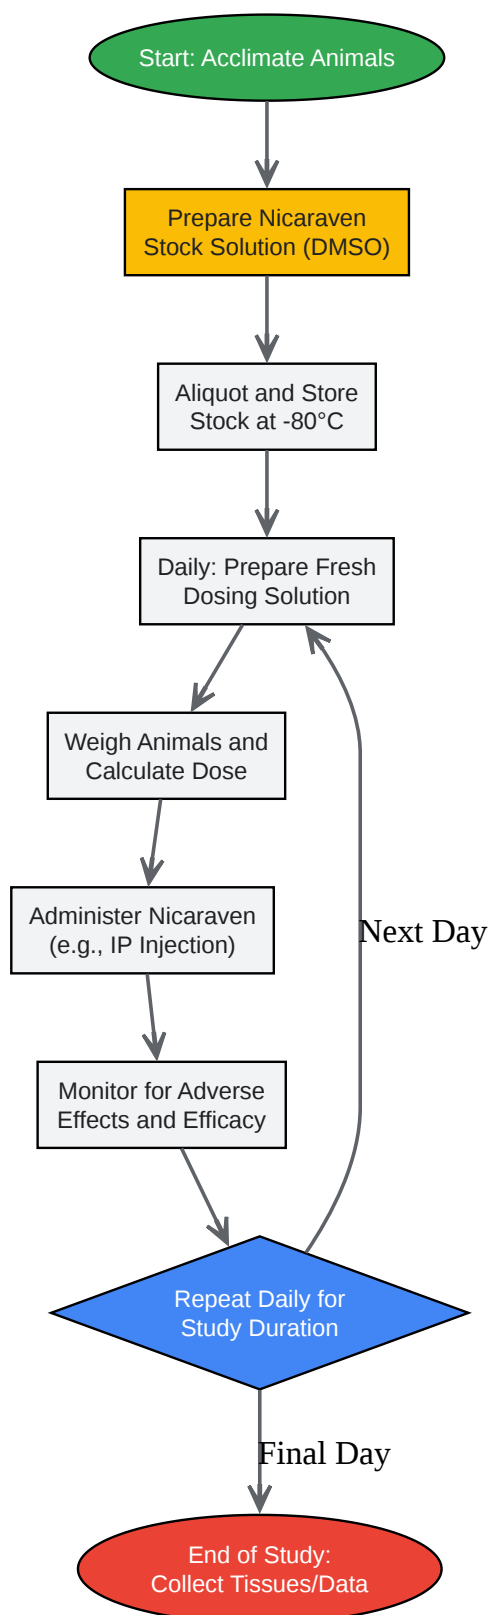 Start: Acclimate Animals
Prepare Nicaraven
Stock Solution (DMSO)
Aliquot and Store
Stock at -80°C
Daily: Prepare Fresh
Dosing Solution
Weigh Animals and
Calculate Dose
Administer Nicaraven
(e.g., IP Injection)
Next Day
Monitor for Adverse
Effects and Efficacy
Repeat Daily for
Study Duration
Final Day
End of Study:
Collect Tissues/Data